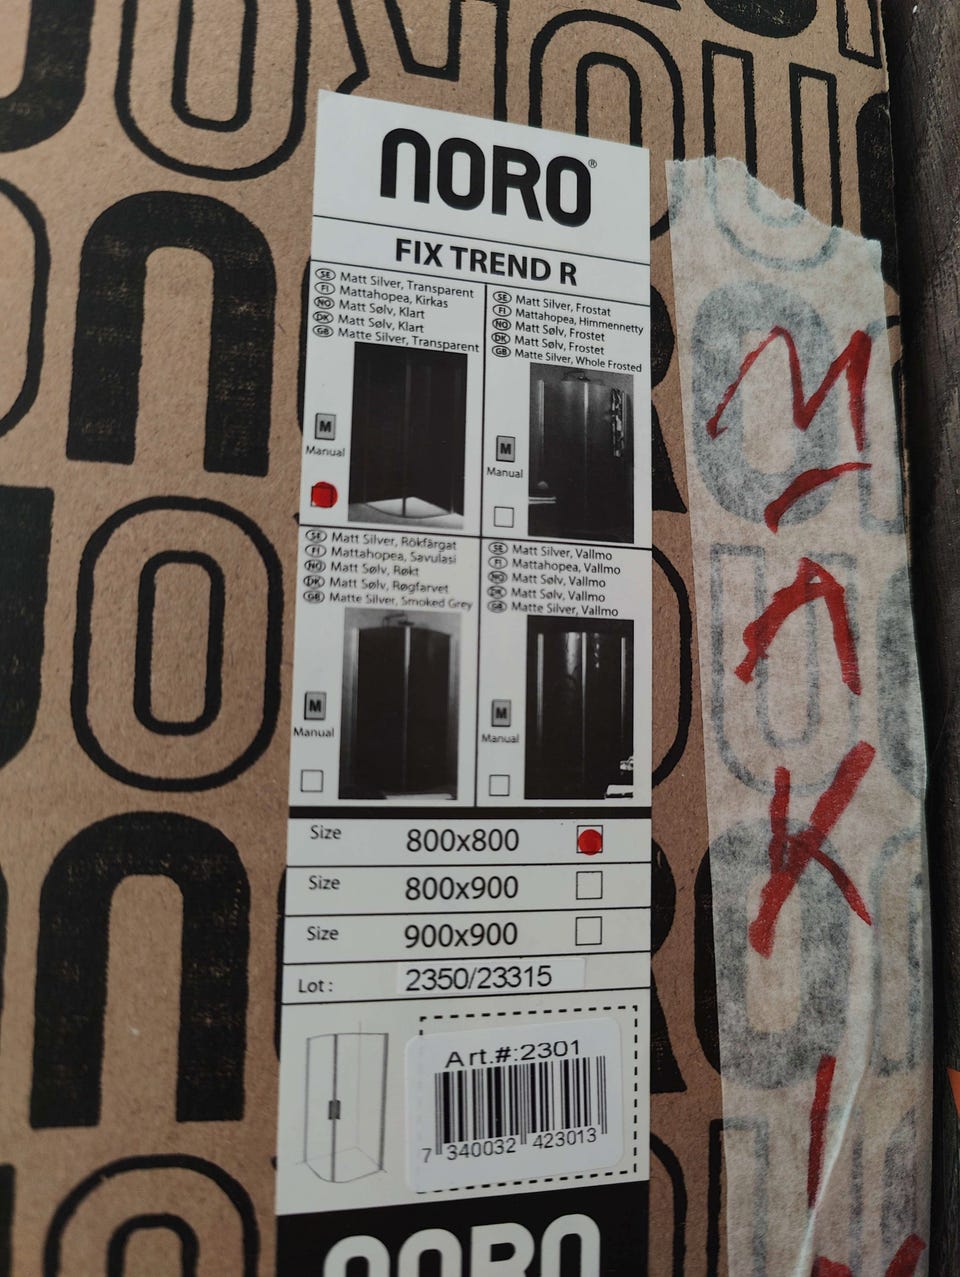 NORO®
FIX TREND R
SE Matt Silver, Transparent
FI Mattahopea, Kirkas
NO Matt Sølv, Klart
DK Matt Sølv, Klart
GB Matte Silver, Transparent
M
Manual
SE Matt Silver, Frostat
FI Mattahopea, Himmennetty
NO Matt Sølv, Frostet
DK Matt Sølv, Frostet
GB Matte Silver, Whole Frosted
M
Manual
SE Matt Silver, Rökfärgat
FI Mattahopea, Savulasi
NO Matt Sølv, Røkt
DK Matt Sølv, Røgfarvet
GB Matte Silver, Smoked Grey
M
Manual
SE Matt Silver, Vallmo
FI Mattahopea, Vallmo
NO Matt Sølv, Vallmo
DK Matt Sølv, Vallmo
GB Matte Silver, Vallmo
M
Manual
Size 800x800
Size 800x900
Size 900x900
Lot: 2350/23315
Art.#:2301
7 340032 423013
NORO